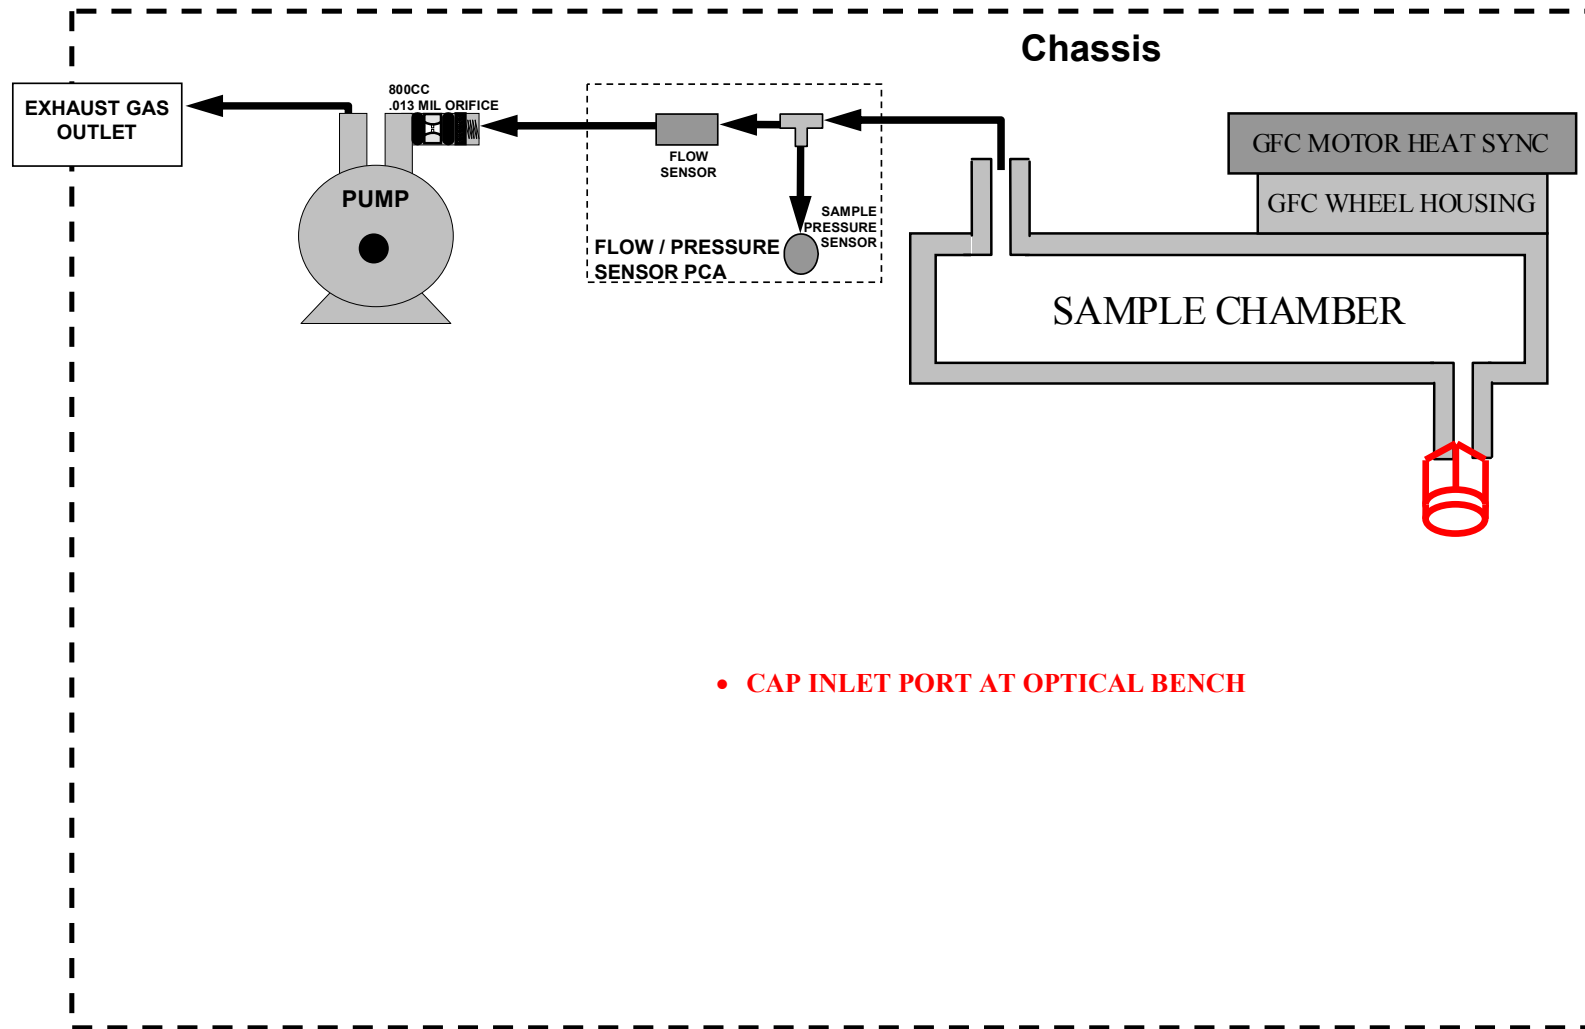 Chassis
EXHAUST GAS
OUTLET
800CC
.013 MIL ORIFICE
PUMP
FLOW
SENSOR
SAMPLE
PRESSURE
SENSOR
FLOW / PRESSURE
SENSOR PCA
GFC MOTOR HEAT SYNC
GFC WHEEL HOUSING
SAMPLE CHAMBER
• CAP INLET PORT AT OPTICAL BENCH